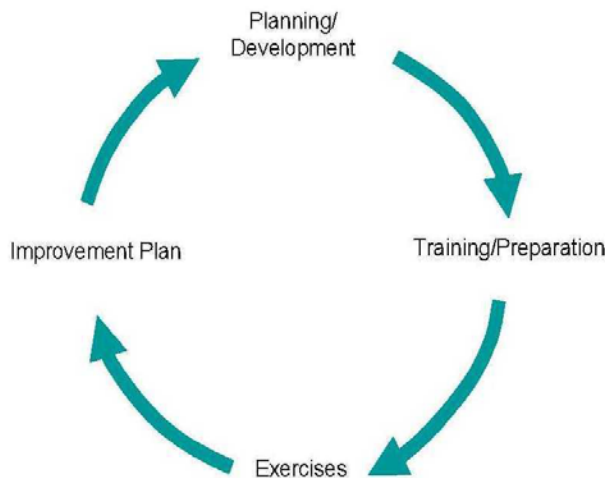 Planning/
Development
Improvement Plan
Training/Preparation
Exercises